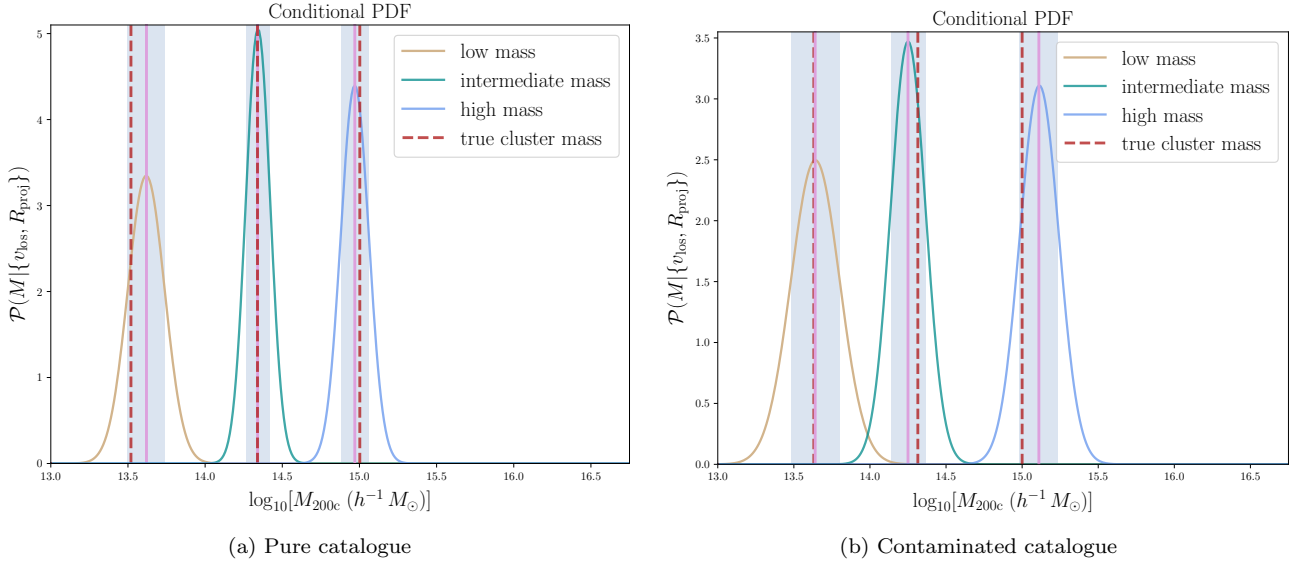 Conditional PDF
5
4
3
2
1
0
13.0 13.5 14.0 14.5 15.0 15.5 16.0 16.5
low mass
intermediate mass
high mass
true cluster mass
𝒫(M|{v_los, R_proj})
log₁₀[M₂₀₀c (h⁻¹ M⊙)]
(a) Pure catalogue
Conditional PDF
3.5
3.0
2.5
2.0
1.5
1.0
0.5
0.0
13.0 13.5 14.0 14.5 15.0 15.5 16.0 16.5
low mass
intermediate mass
high mass
true cluster mass
𝒫(M|{v_los, R_proj})
log₁₀[M₂₀₀c (h⁻¹ M⊙)]
(b) Contaminated catalogue